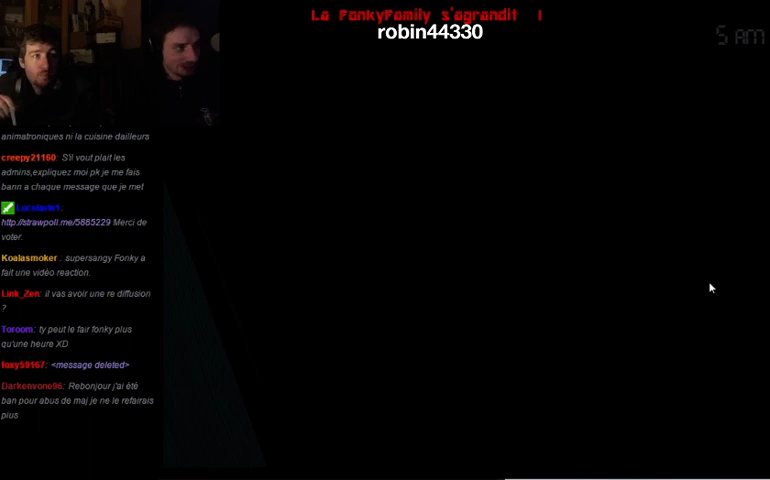 La FonkyFamily s'agrandit !
robin44330
5 AM
animatroniques ni la cuisine dailleurs
creepy21160: S'il vout plait les
admins,expliquez moi pk je me fais
bann a chaque message que je met
http://strawpoll.me/5885229 Merci de
voter.
Koalasmoker : supersangy Fonky a
fait une vidéo reaction.
Link_Zen: il vas avoir une re diffusion
?
Toroom: ty peut le fair fonky plus
qu'une heure XD
foxy59167: <message deleted>
Darkenvone96: Rebonjour j'ai été
ban pour abus de maj je ne le refairais
plus